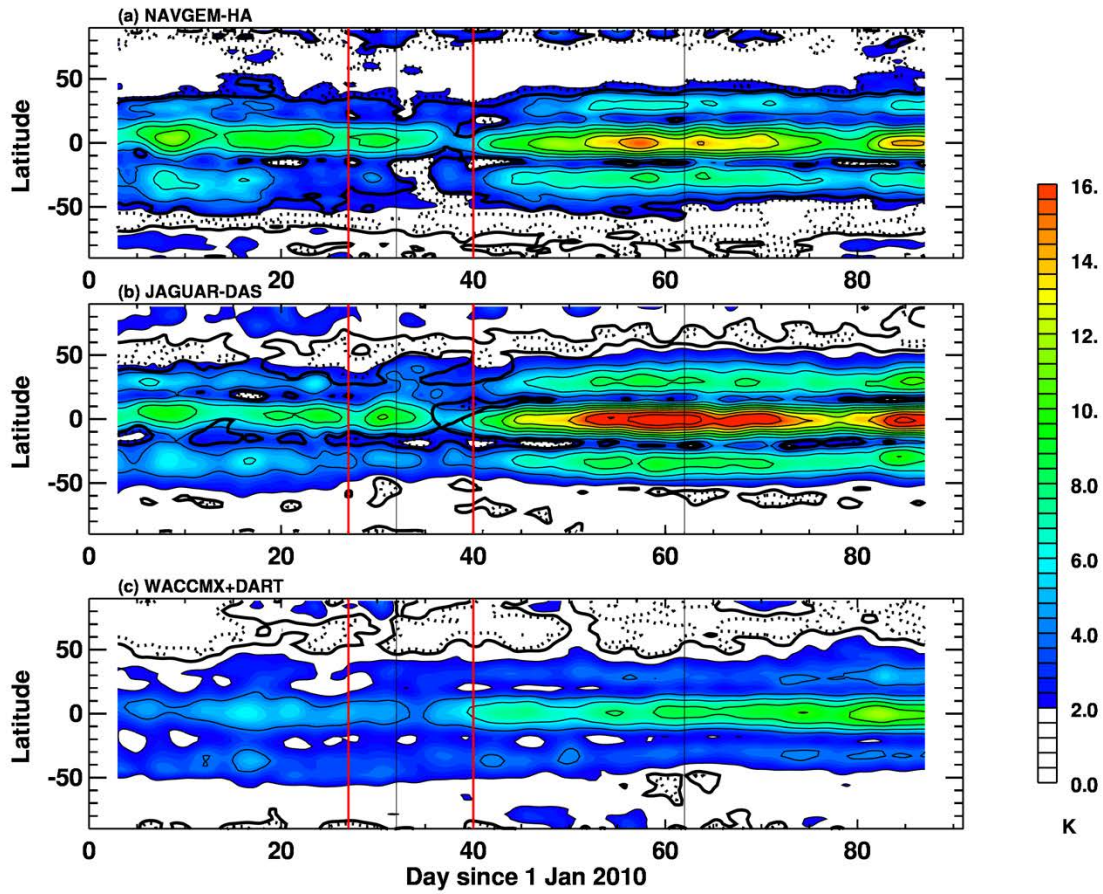 (a) NAVGEM-HA
50
0
-50
Latitude
0 20 40 60 80
(b) JAGUAR-DAS
50
0
-50
Latitude
0 20 40 60 80
(c) WACCMX+DART
50
0
-50
Latitude
0 20 40 60 80
Day since 1 Jan 2010
16.
14.
12.
10.
8.0
6.0
4.0
2.0
0.0
K